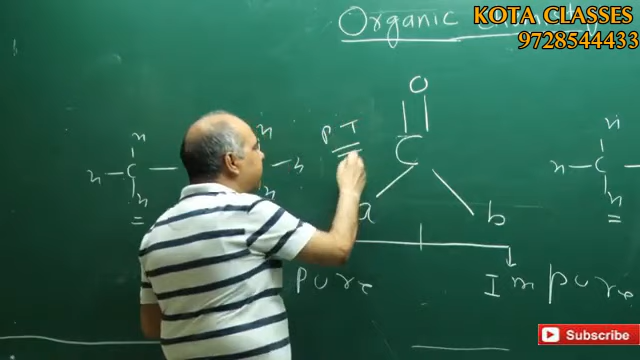 KOTA CLASSES
9728544433
Organic
O
P T
C
a b
n
n C
n
n
n
n
n
n C
n
Pure Impure
Subscribe